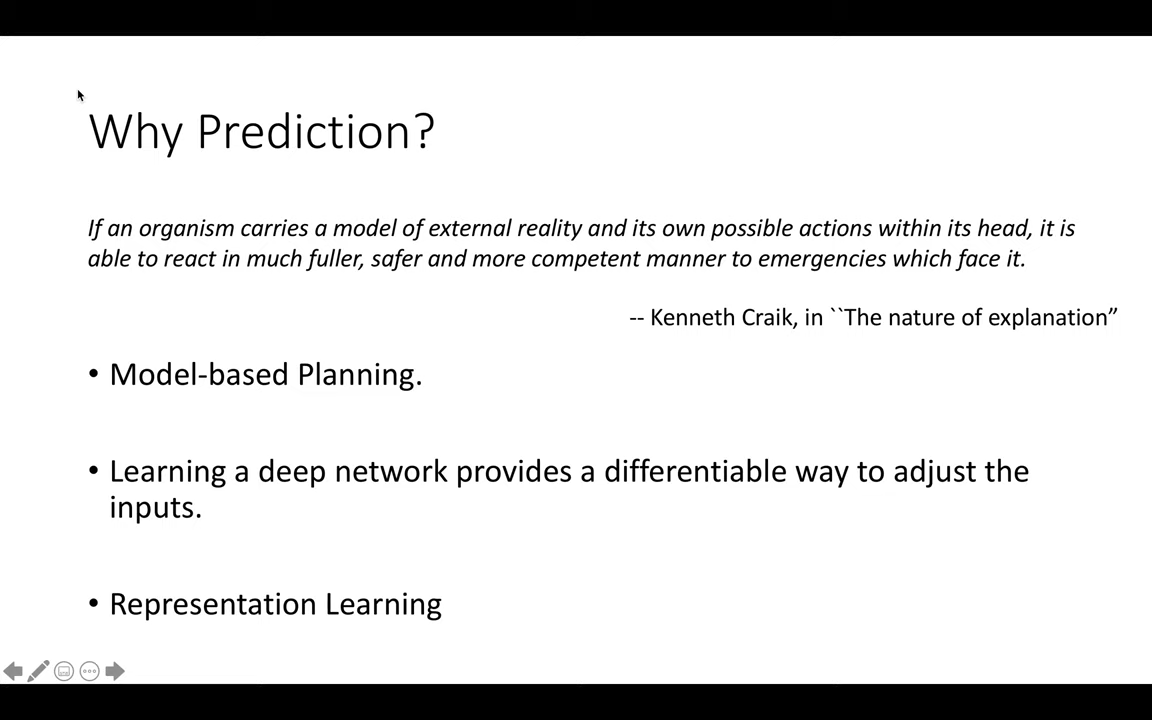 Why Prediction?
If an organism carries a model of external reality and its own possible actions within its head, it is
able to react in much fuller, safer and more competent manner to emergencies which face it.
-- Kenneth Craik, in ``The nature of explanation”
• Model-based Planning.
• Learning a deep network provides a differentiable way to adjust the
inputs.
• Representation Learning